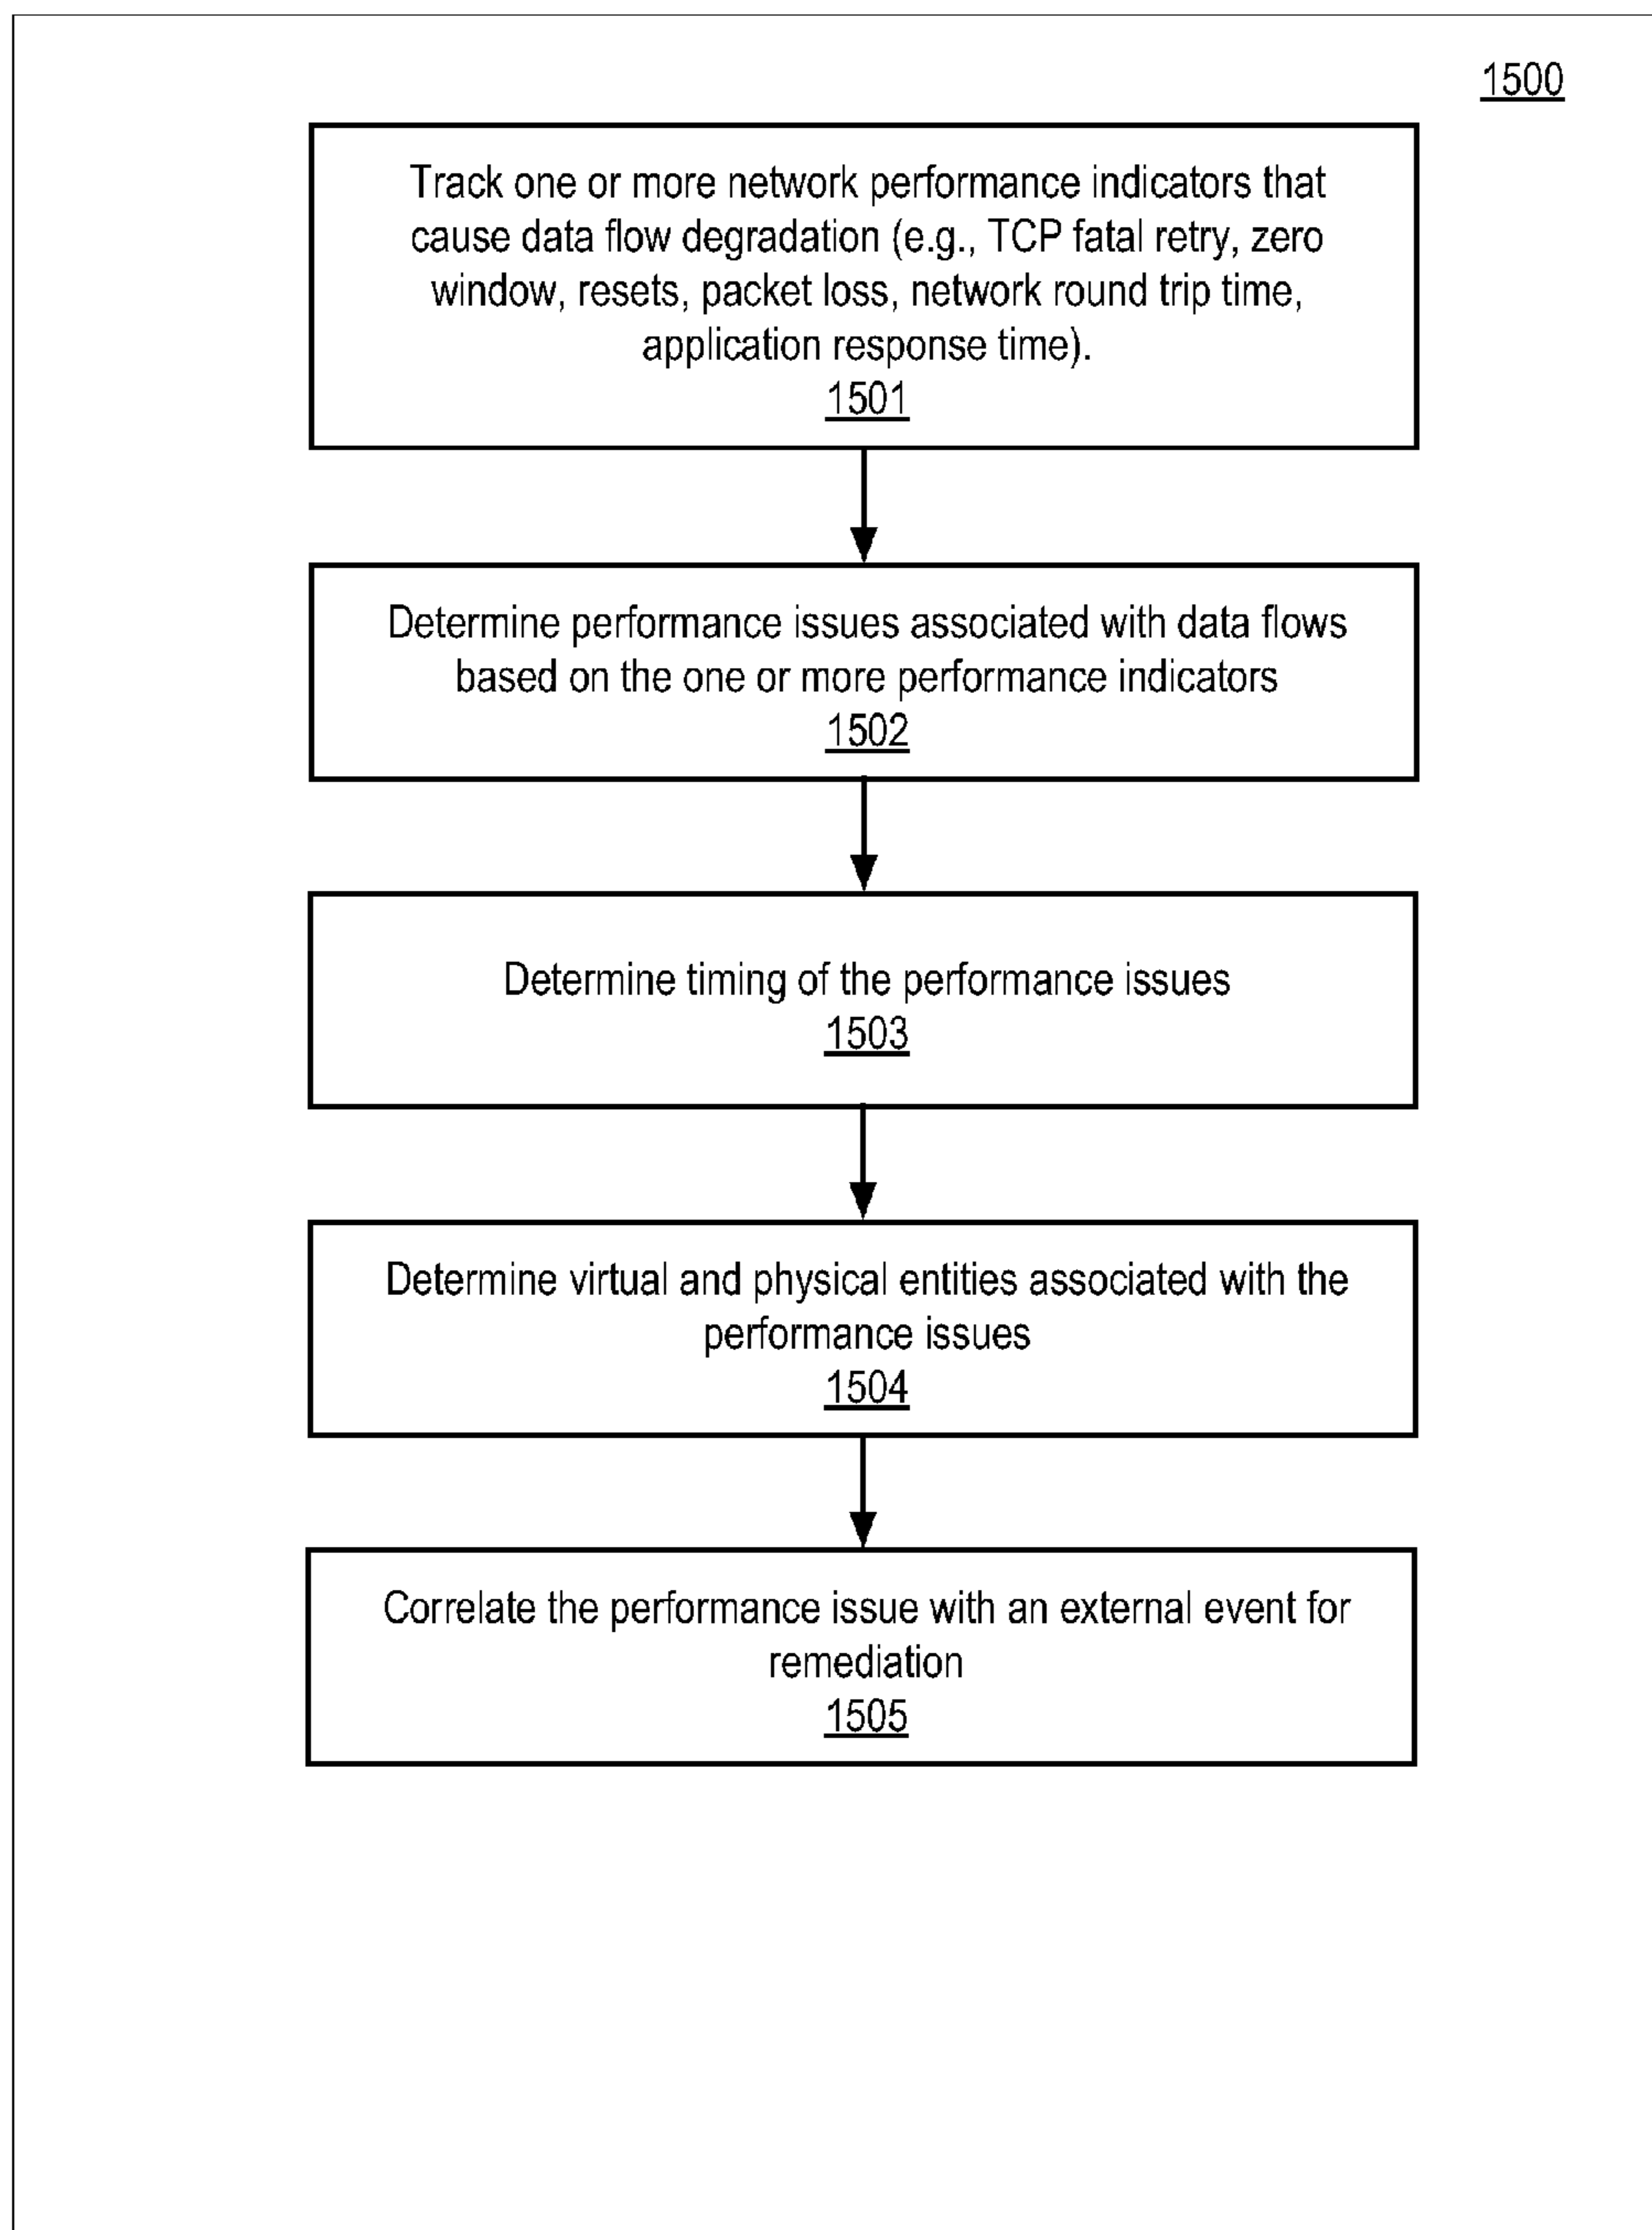 1500
Track one or more network performance indicators that
cause data flow degradation (e.g., TCP fatal retry, zero
window, resets, packet loss, network round trip time,
application response time).
1501
Determine performance issues associated with data flows
based on the one or more performance indicators
1502
Determine timing of the performance issues
1503
Determine virtual and physical entities associated with the
performance issues
1504
Correlate the performance issue with an external event for
remediation
1505